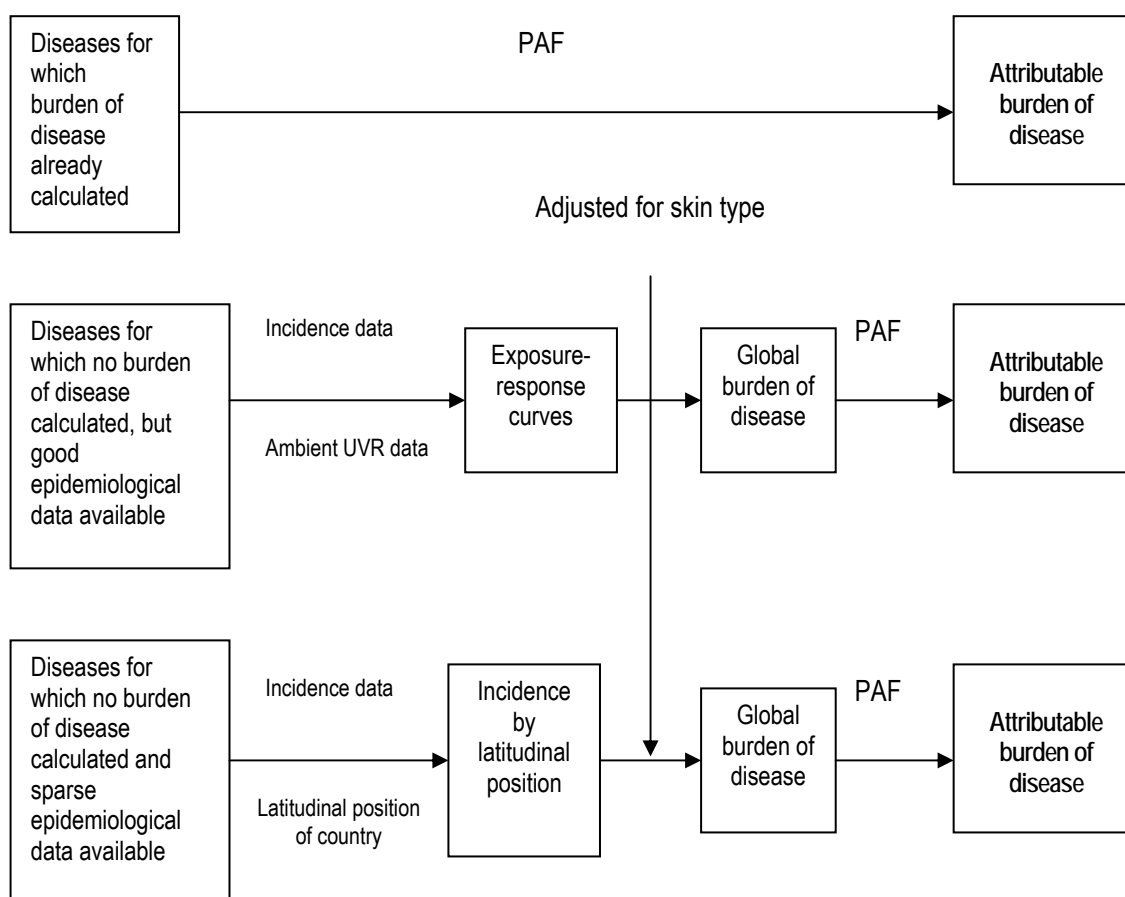 Diseases for
which
burden of
disease
already
calculated
PAF
Attributable
burden of
disease
Adjusted for skin type
Diseases for
which no burden
of disease
calculated, but
good
epidemiological
data available
Incidence data
Ambient UVR data
Exposure-
response
curves
Global
burden of
disease
PAF
Attributable
burden of
disease
Diseases for
which no burden
of disease
calculated and
sparse
epidemiological
data available
Incidence data
Latitudinal position
of country
Incidence
by
latitudinal
position
Global
burden of
disease
PAF
Attributable
burden of
disease